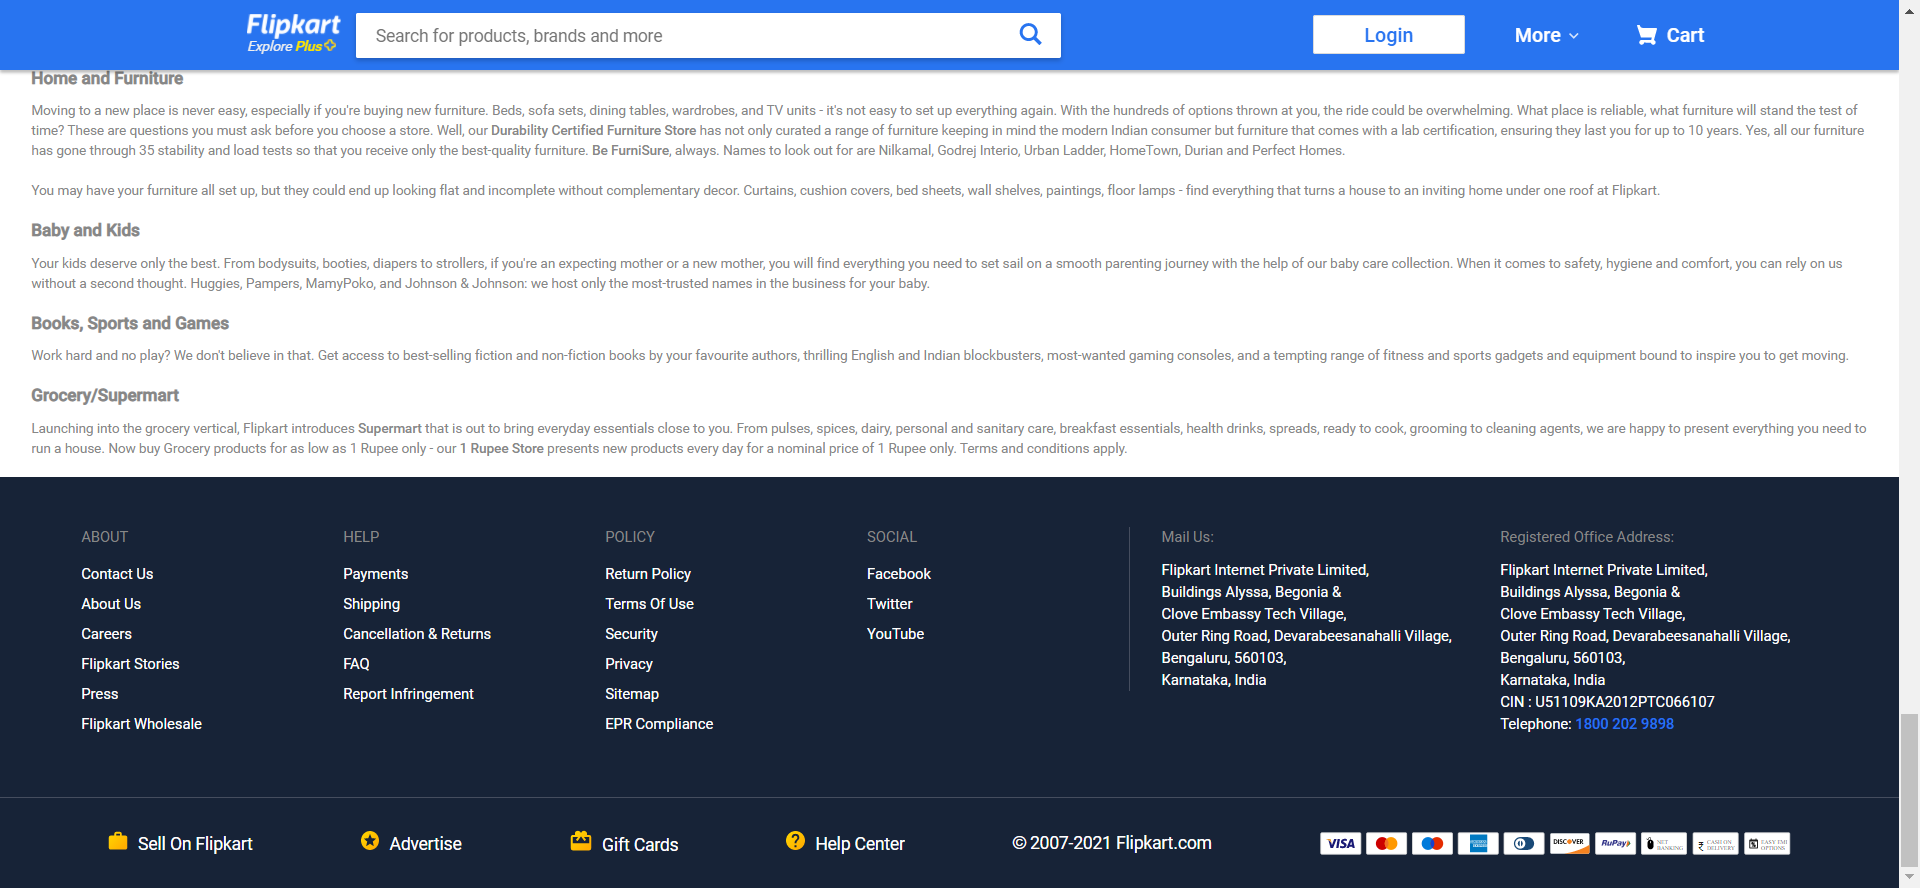 Flipkart
Explore Plus
Search for products, brands and more
Login
More
Cart
Home and Furniture
Moving to a new place is never easy, especially if you're buying new furniture. Beds, sofa sets, dining tables, wardrobes, and TV units - it's not easy to set up everything again. With the hundreds of options thrown at you, the ride could be overwhelming. What place is reliable, what furniture will stand the test of
time? These are questions you must ask before you choose a store. Well, our Durability Certified Furniture Store has not only curated a range of furniture keeping in mind the modern Indian consumer but furniture that comes with a lab certification, ensuring they last you for up to 10 years. Yes, all our furniture
has gone through 35 stability and load tests so that you receive only the best-quality furniture. Be FurniSure, always. Names to look out for are Nilkamal, Godrej Interio, Urban Ladder, HomeTown, Durian and Perfect Homes.
You may have your furniture all set up, but they could end up looking flat and incomplete without complementary decor. Curtains, cushion covers, bed sheets, wall shelves, paintings, floor lamps - find everything that turns a house to an inviting home under one roof at Flipkart.
Baby and Kids
Your kids deserve only the best. From bodysuits, booties, diapers to strollers, if you're an expecting mother or a new mother, you will find everything you need to set sail on a smooth parenting journey with the help of our baby care collection. When it comes to safety, hygiene and comfort, you can rely on us
without a second thought. Huggies, Pampers, MamyPoko, and Johnson & Johnson: we host only the most-trusted names in the business for your baby.
Books, Sports and Games
Work hard and no play? We don't believe in that. Get access to best-selling fiction and non-fiction books by your favourite authors, thrilling English and Indian blockbusters, most-wanted gaming consoles, and a tempting range of fitness and sports gadgets and equipment bound to inspire you to get moving.
Grocery/Supermart
Launching into the grocery vertical, Flipkart introduces Supermart that is out to bring everyday essentials close to you. From pulses, spices, dairy, personal and sanitary care, breakfast essentials, health drinks, spreads, ready to cook, grooming to cleaning agents, we are happy to present everything you need to
run a house. Now buy Grocery products for as low as 1 Rupee only - our 1 Rupee Store presents new products every day for a nominal price of 1 Rupee only. Terms and conditions apply.
ABOUT
Contact Us
About Us
Careers
Flipkart Stories
Press
Flipkart Wholesale
HELP
Payments
Shipping
Cancellation & Returns
FAQ
Report Infringement
POLICY
Return Policy
Terms Of Use
Security
Privacy
Sitemap
EPR Compliance
SOCIAL
Facebook
Twitter
YouTube
Mail Us:
Flipkart Internet Private Limited,
Buildings Alyssa, Begonia &
Clove Embassy Tech Village,
Outer Ring Road, Devarabeesanahalli Village,
Bengaluru, 560103,
Karnataka, India
Registered Office Address:
Flipkart Internet Private Limited,
Buildings Alyssa, Begonia &
Clove Embassy Tech Village,
Outer Ring Road, Devarabeesanahalli Village,
Bengaluru, 560103,
Karnataka, India
CIN : U51109KA2012PTC066107
Telephone: 1800 202 9898
Sell On Flipkart
Advertise
Gift Cards
Help Center
© 2007-2021 Flipkart.com
VISA
DISCOVER
RuPay
NET
BANKING
CASH ON
DELIVERY
EASY EMI
OPTIONS